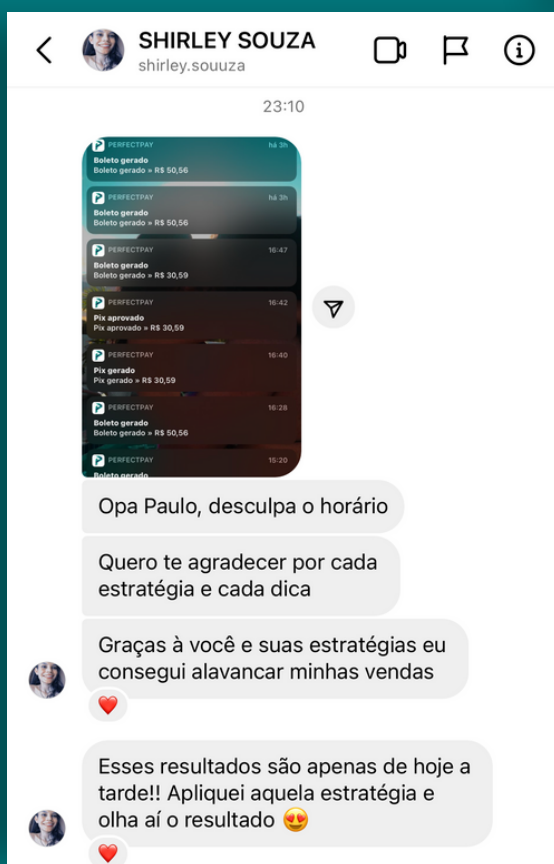 SHIRLEY SOUZA
shirley.souuza
23:10
PERFECTPAY há 3h
Boleto gerado
Boleto gerado » R$ 50,56
PERFECTPAY há 3h
Boleto gerado
Boleto gerado » R$ 50,56
PERFECTPAY 16:47
Boleto gerado
Boleto gerado » R$ 30,59
PERFECTPAY 16:42
Pix aprovado
Pix aprovado » R$ 30,59
PERFECTPAY 16:40
Pix gerado
Pix gerado » R$ 30,59
PERFECTPAY 16:28
Boleto gerado
Boleto gerado » R$ 50,56
PERFECTPAY 15:20
Boleto gerado
Opa Paulo, desculpa o horário
Quero te agradecer por cada
estratégia e cada dica
Graças à você e suas estratégias eu
consegui alavancar minhas vendas
Esses resultados são apenas de hoje a
tarde!! Apliquei aquela estratégia e
olha aí o resultado 😍